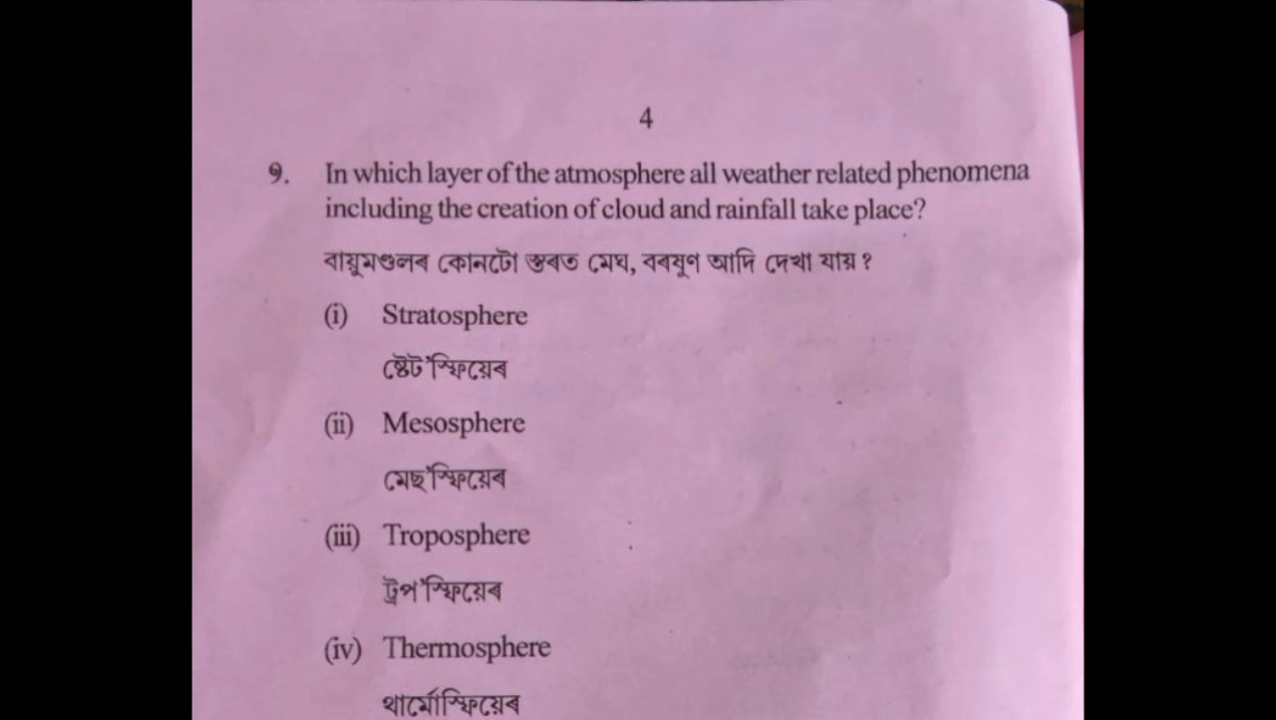 4
9. In which layer of the atmosphere all weather related phenomena
including the creation of cloud and rainfall take place?
বায়ুমণ্ডলৰ কোনটো স্তৰত মেঘ, বৰষুণ আদি দেখা যায় ?
(i) Stratosphere
ষ্টেট'স্ফিয়েৰ
(ii) Mesosphere
মেছ'স্ফিয়েৰ
(iii) Troposphere
ট্ৰপ'স্ফিয়েৰ
(iv) Thermosphere
থাৰ্মোস্ফিয়েৰ